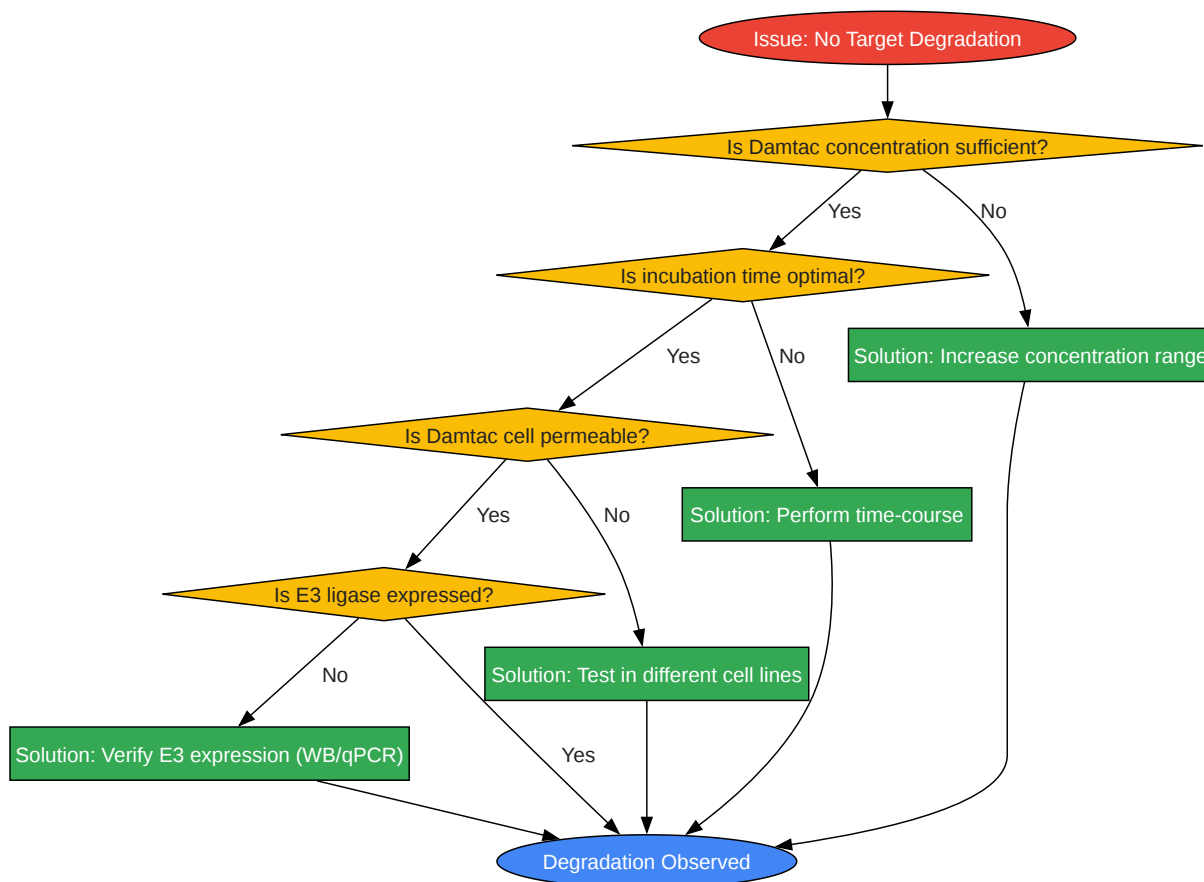 Issue: No Target Degradation
Is Damtac concentration sufficient?
Yes
No
Is incubation time optimal?
Solution: Increase concentration range
Yes
No
Is Damtac cell permeable?
Solution: Perform time-course
Yes
No
Is E3 ligase expressed?
Solution: Test in different cell lines
No
Solution: Verify E3 expression (WB/qPCR)
Yes
Degradation Observed